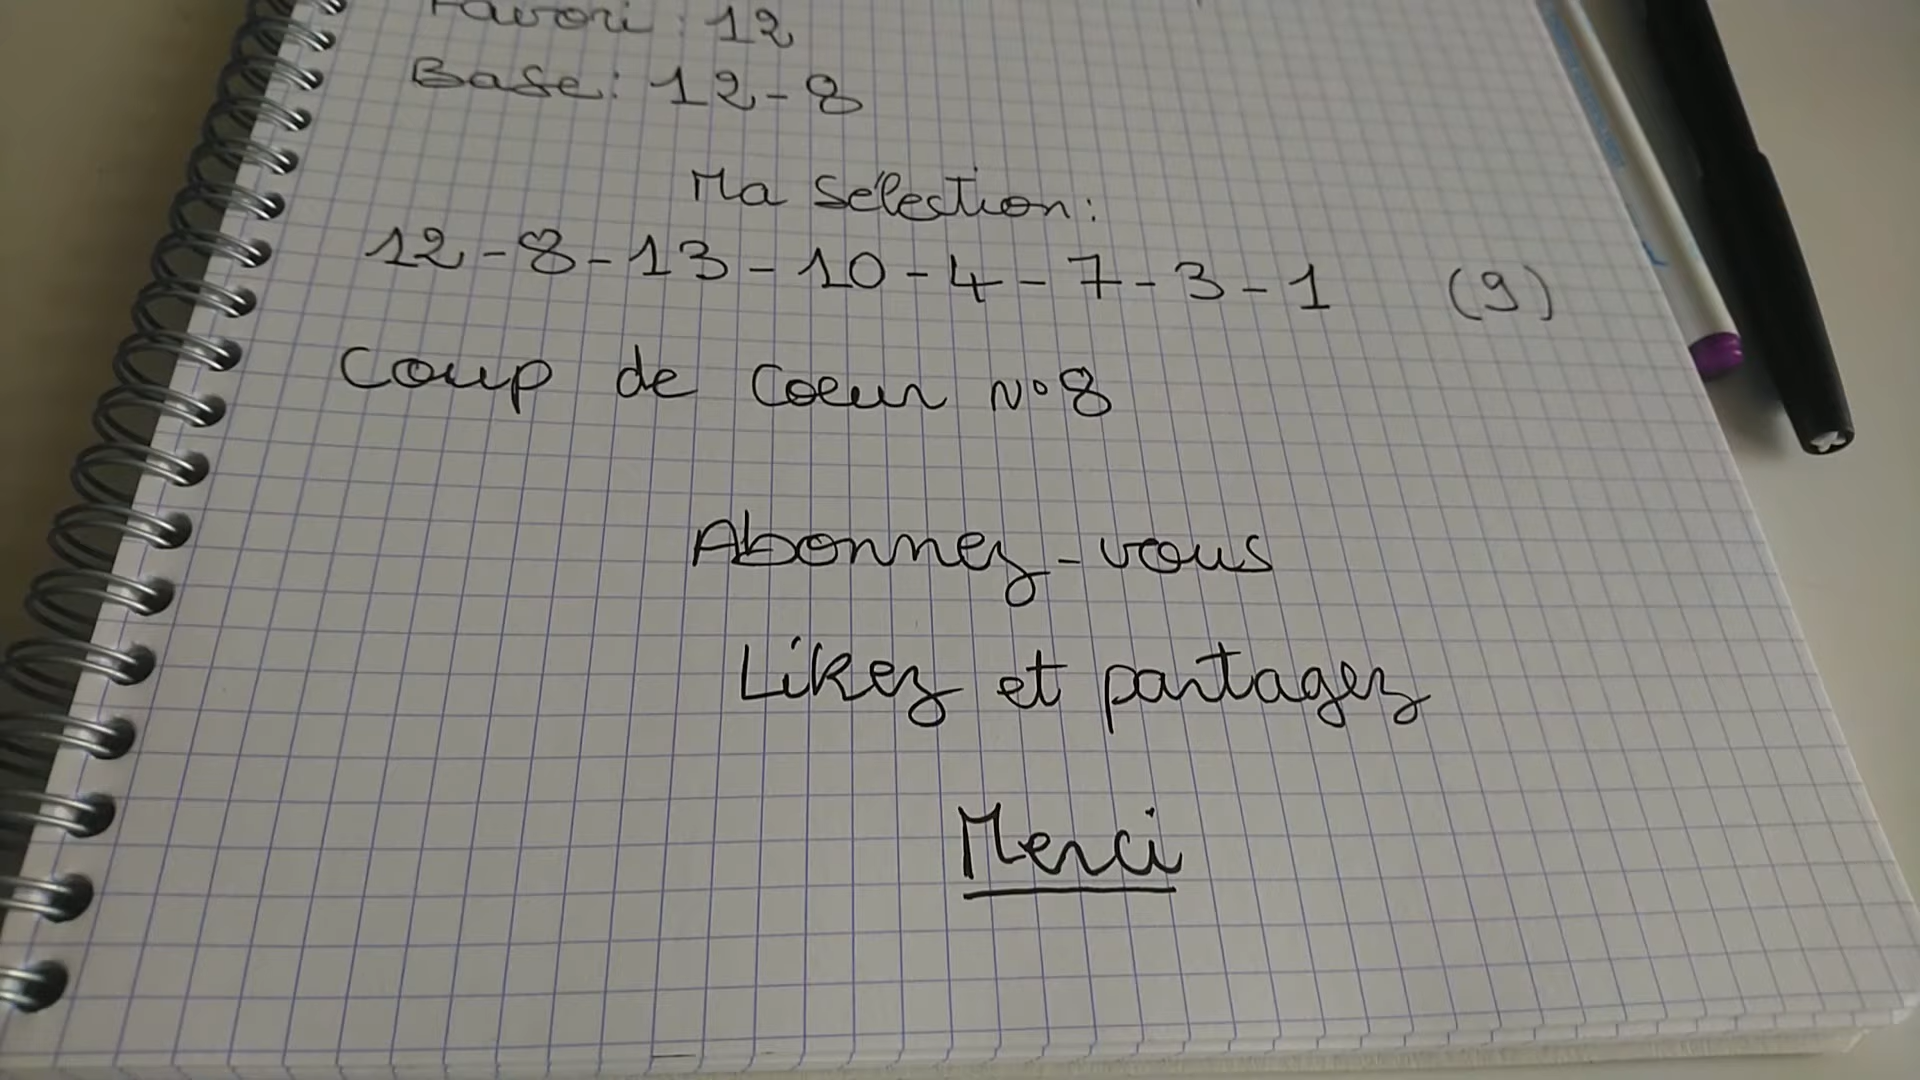 Favori : 12
Base : 12 - 8
Ma Sélection :
12 - 8 - 13 - 10 - 4 - 7 - 3 - 1 (9)
Coup de Coeur N° 8
Abonnez-vous
Likez et partagez
Merci